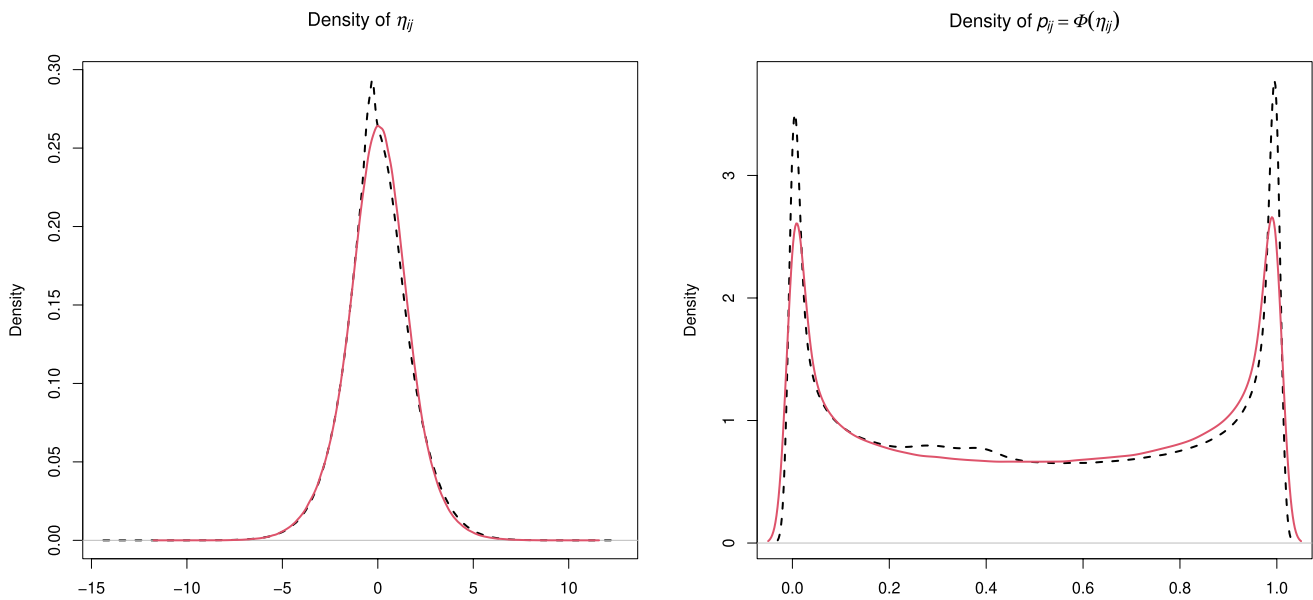 Density of ηij
Density
0.00 0.05 0.10 0.15 0.20 0.25 0.30
−15 −10 −5 0 5 10
Density of pij = Φ(ηij)
Density
0 1 2 3
0.0 0.2 0.4 0.6 0.8 1.0